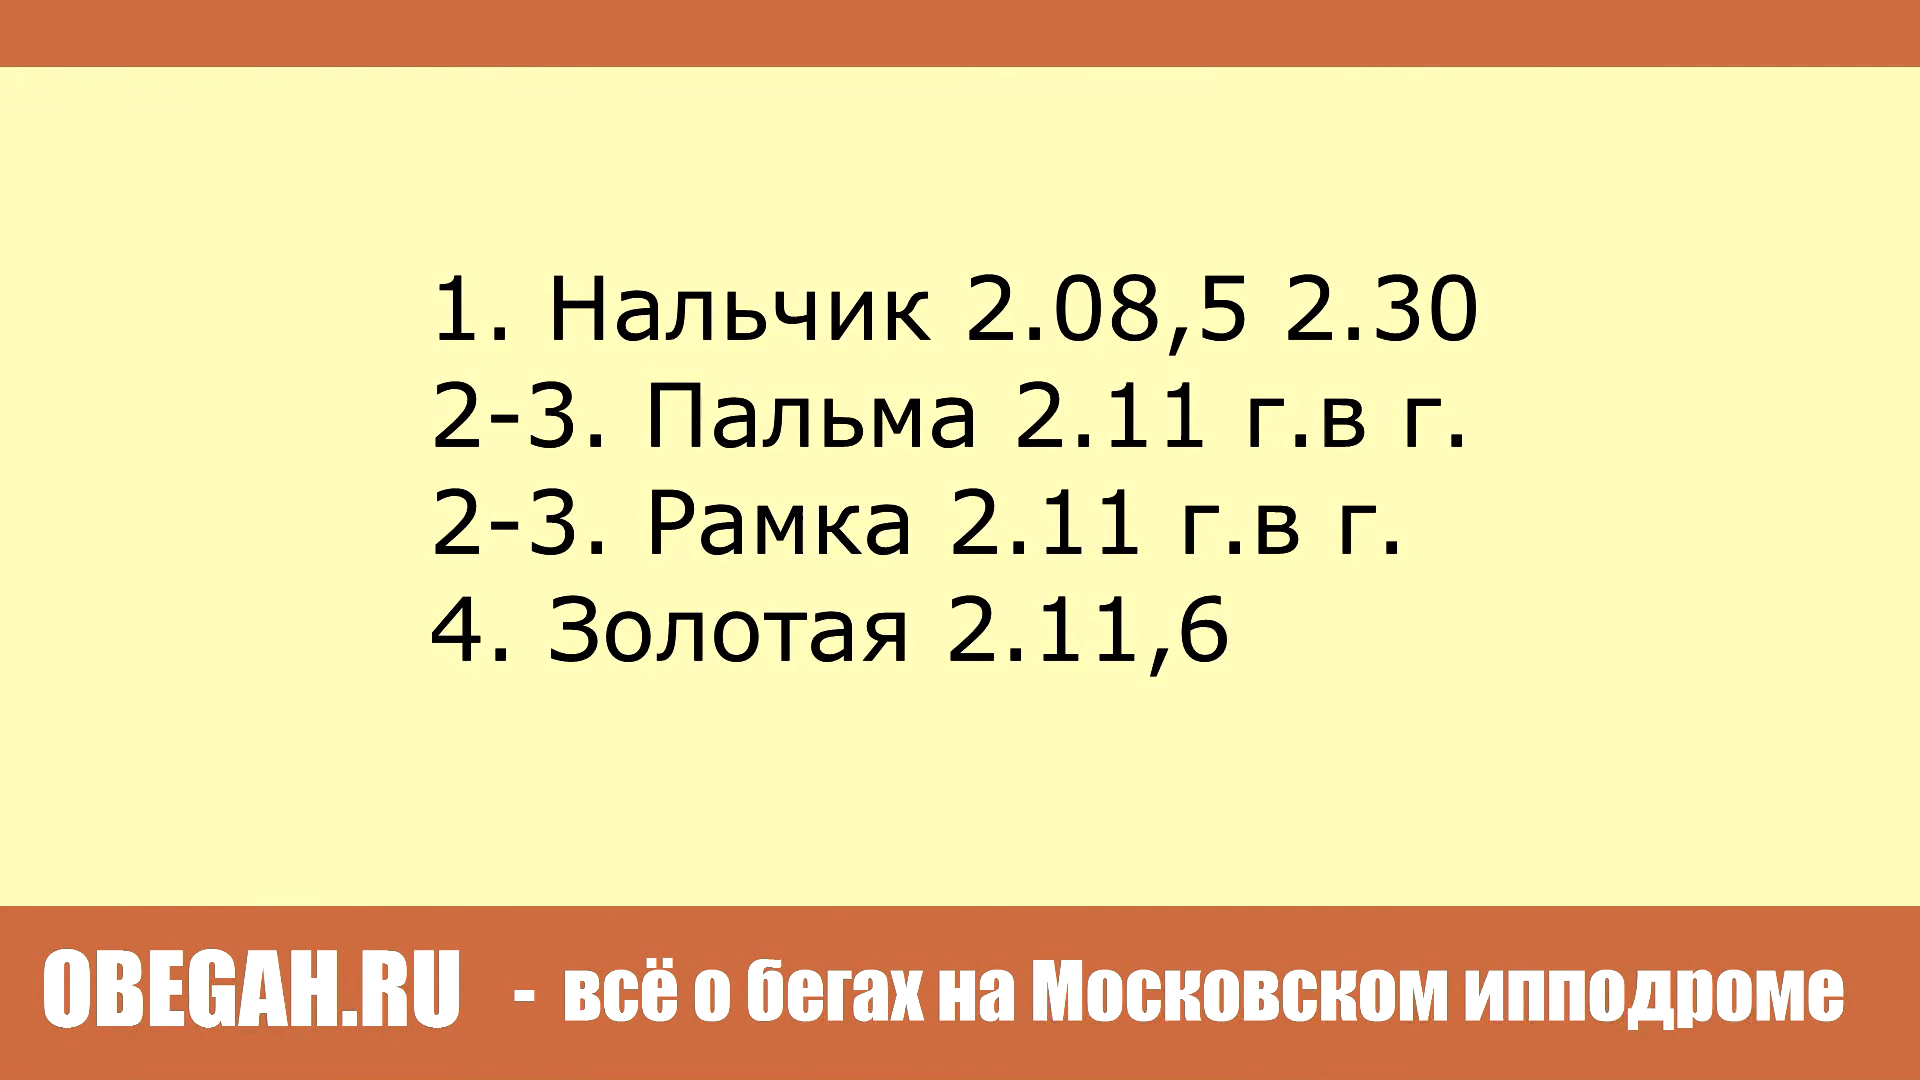 1. Нальчик 2.08,5 2.30
2-3. Пальма 2.11 г.в г.
2-3. Рамка 2.11 г.в г.
4. Золотая 2.11,6
OBEGAH.RU - всё о бегах на Московском ипподроме